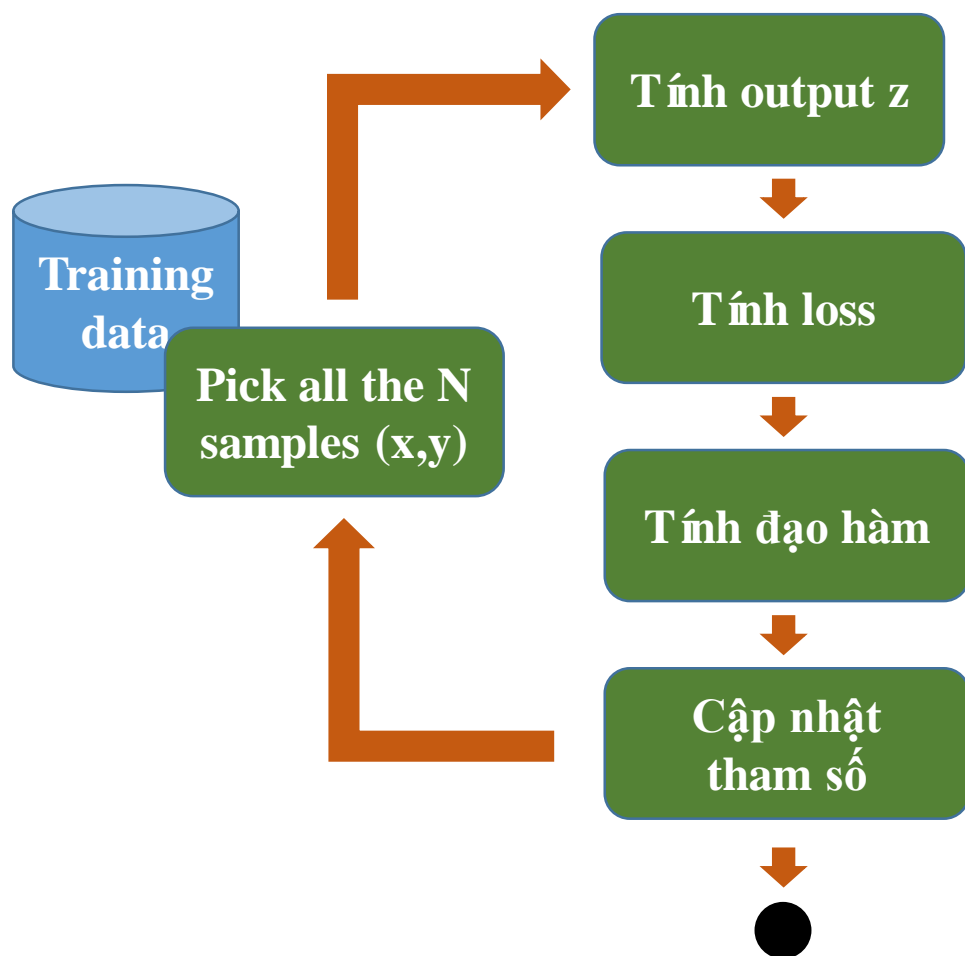 Training
data
Pick all the N
samples (x,y)
Tính output z
Tính loss
Tính đạo hàm
Cập nhật
tham số